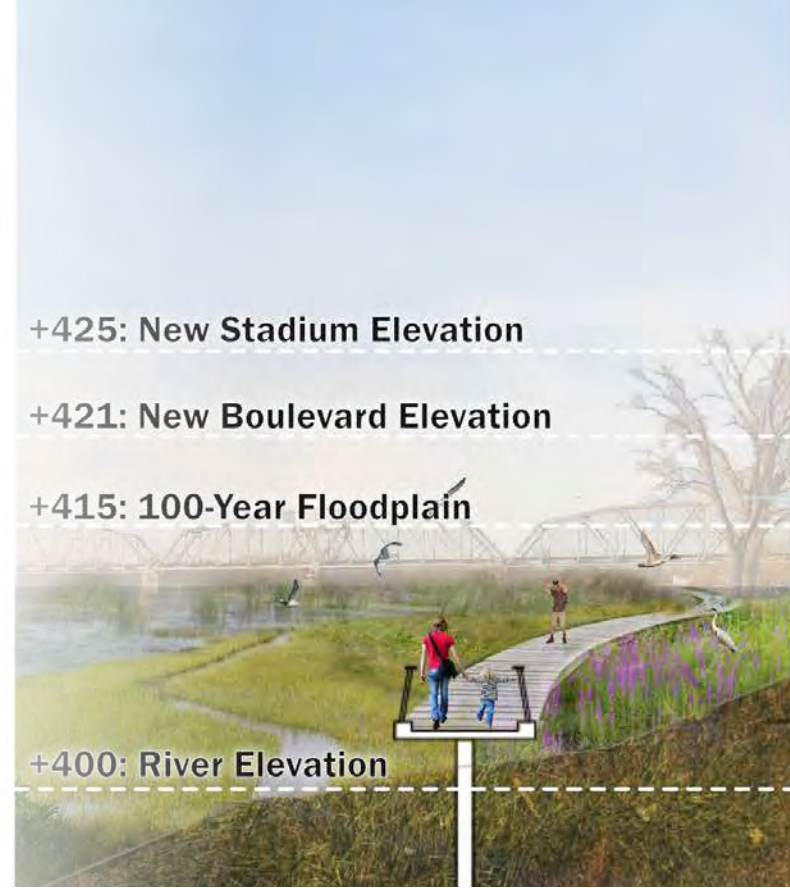 +425: New Stadium Elevation
+421: New Boulevard Elevation
+415: 100-Year Floodplain
+400: River Elevation